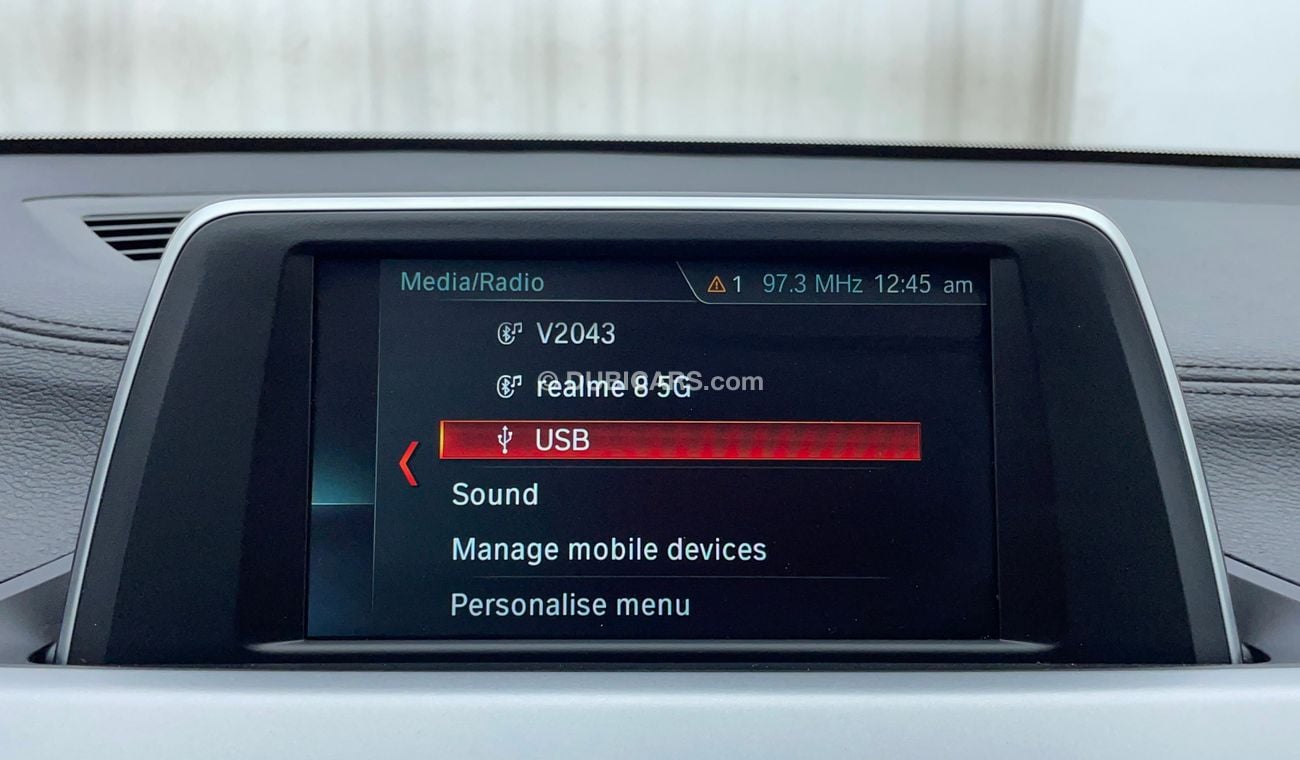 Media/Radio
1 97.3 MHz 12:45 am
V2043
realme 8 5G
© DUBICARS.com
USB
Sound
Manage mobile devices
Personalise menu